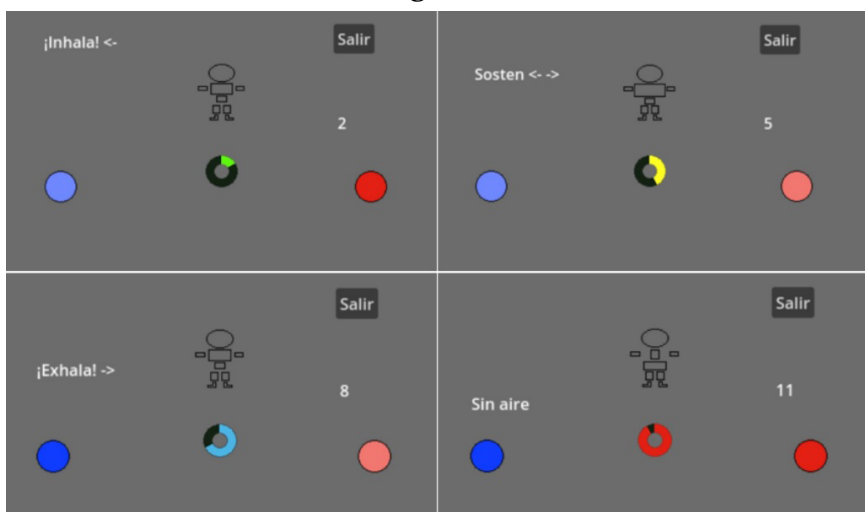 ¡Inhala! <-
Salir
2
Sosten <- ->
Salir
5
¡Exhala! ->
Salir
8
Sin aire
Salir
11